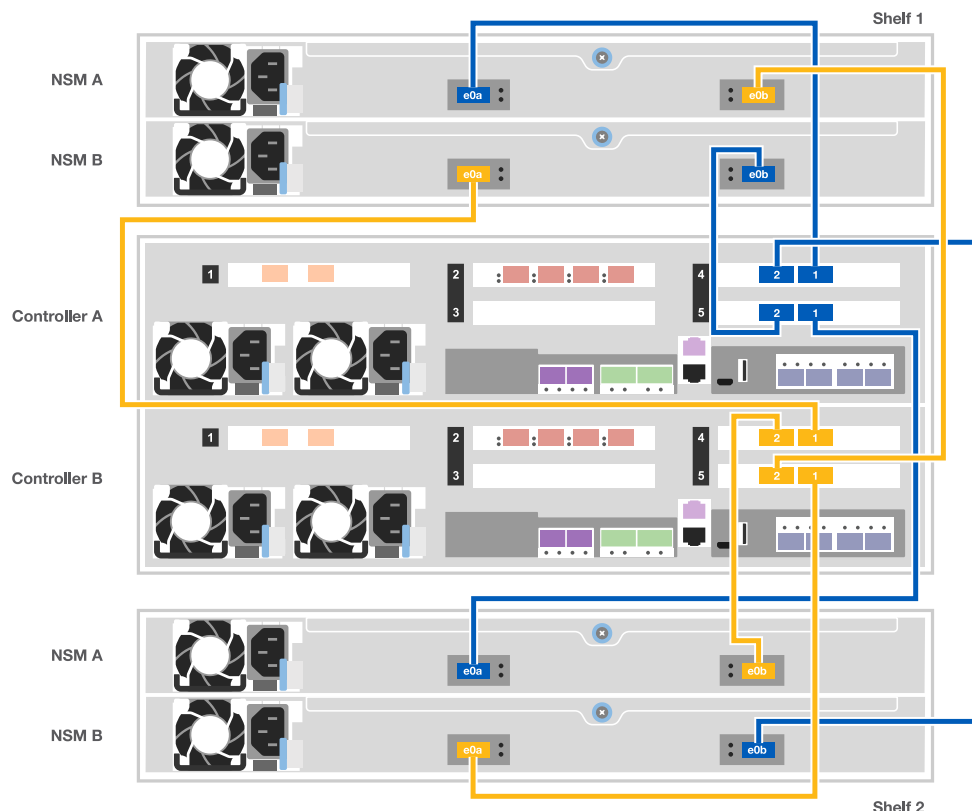 Shelf 1
NSM A
e0a
e0b
NSM B
e0a
e0b
1
2
4
2
1
Controller A
3
5
2
1
1
2
4
2
1
Controller B
3
5
2
1
NSM A
e0a
e0b
NSM B
e0a
e0b
Shelf 2